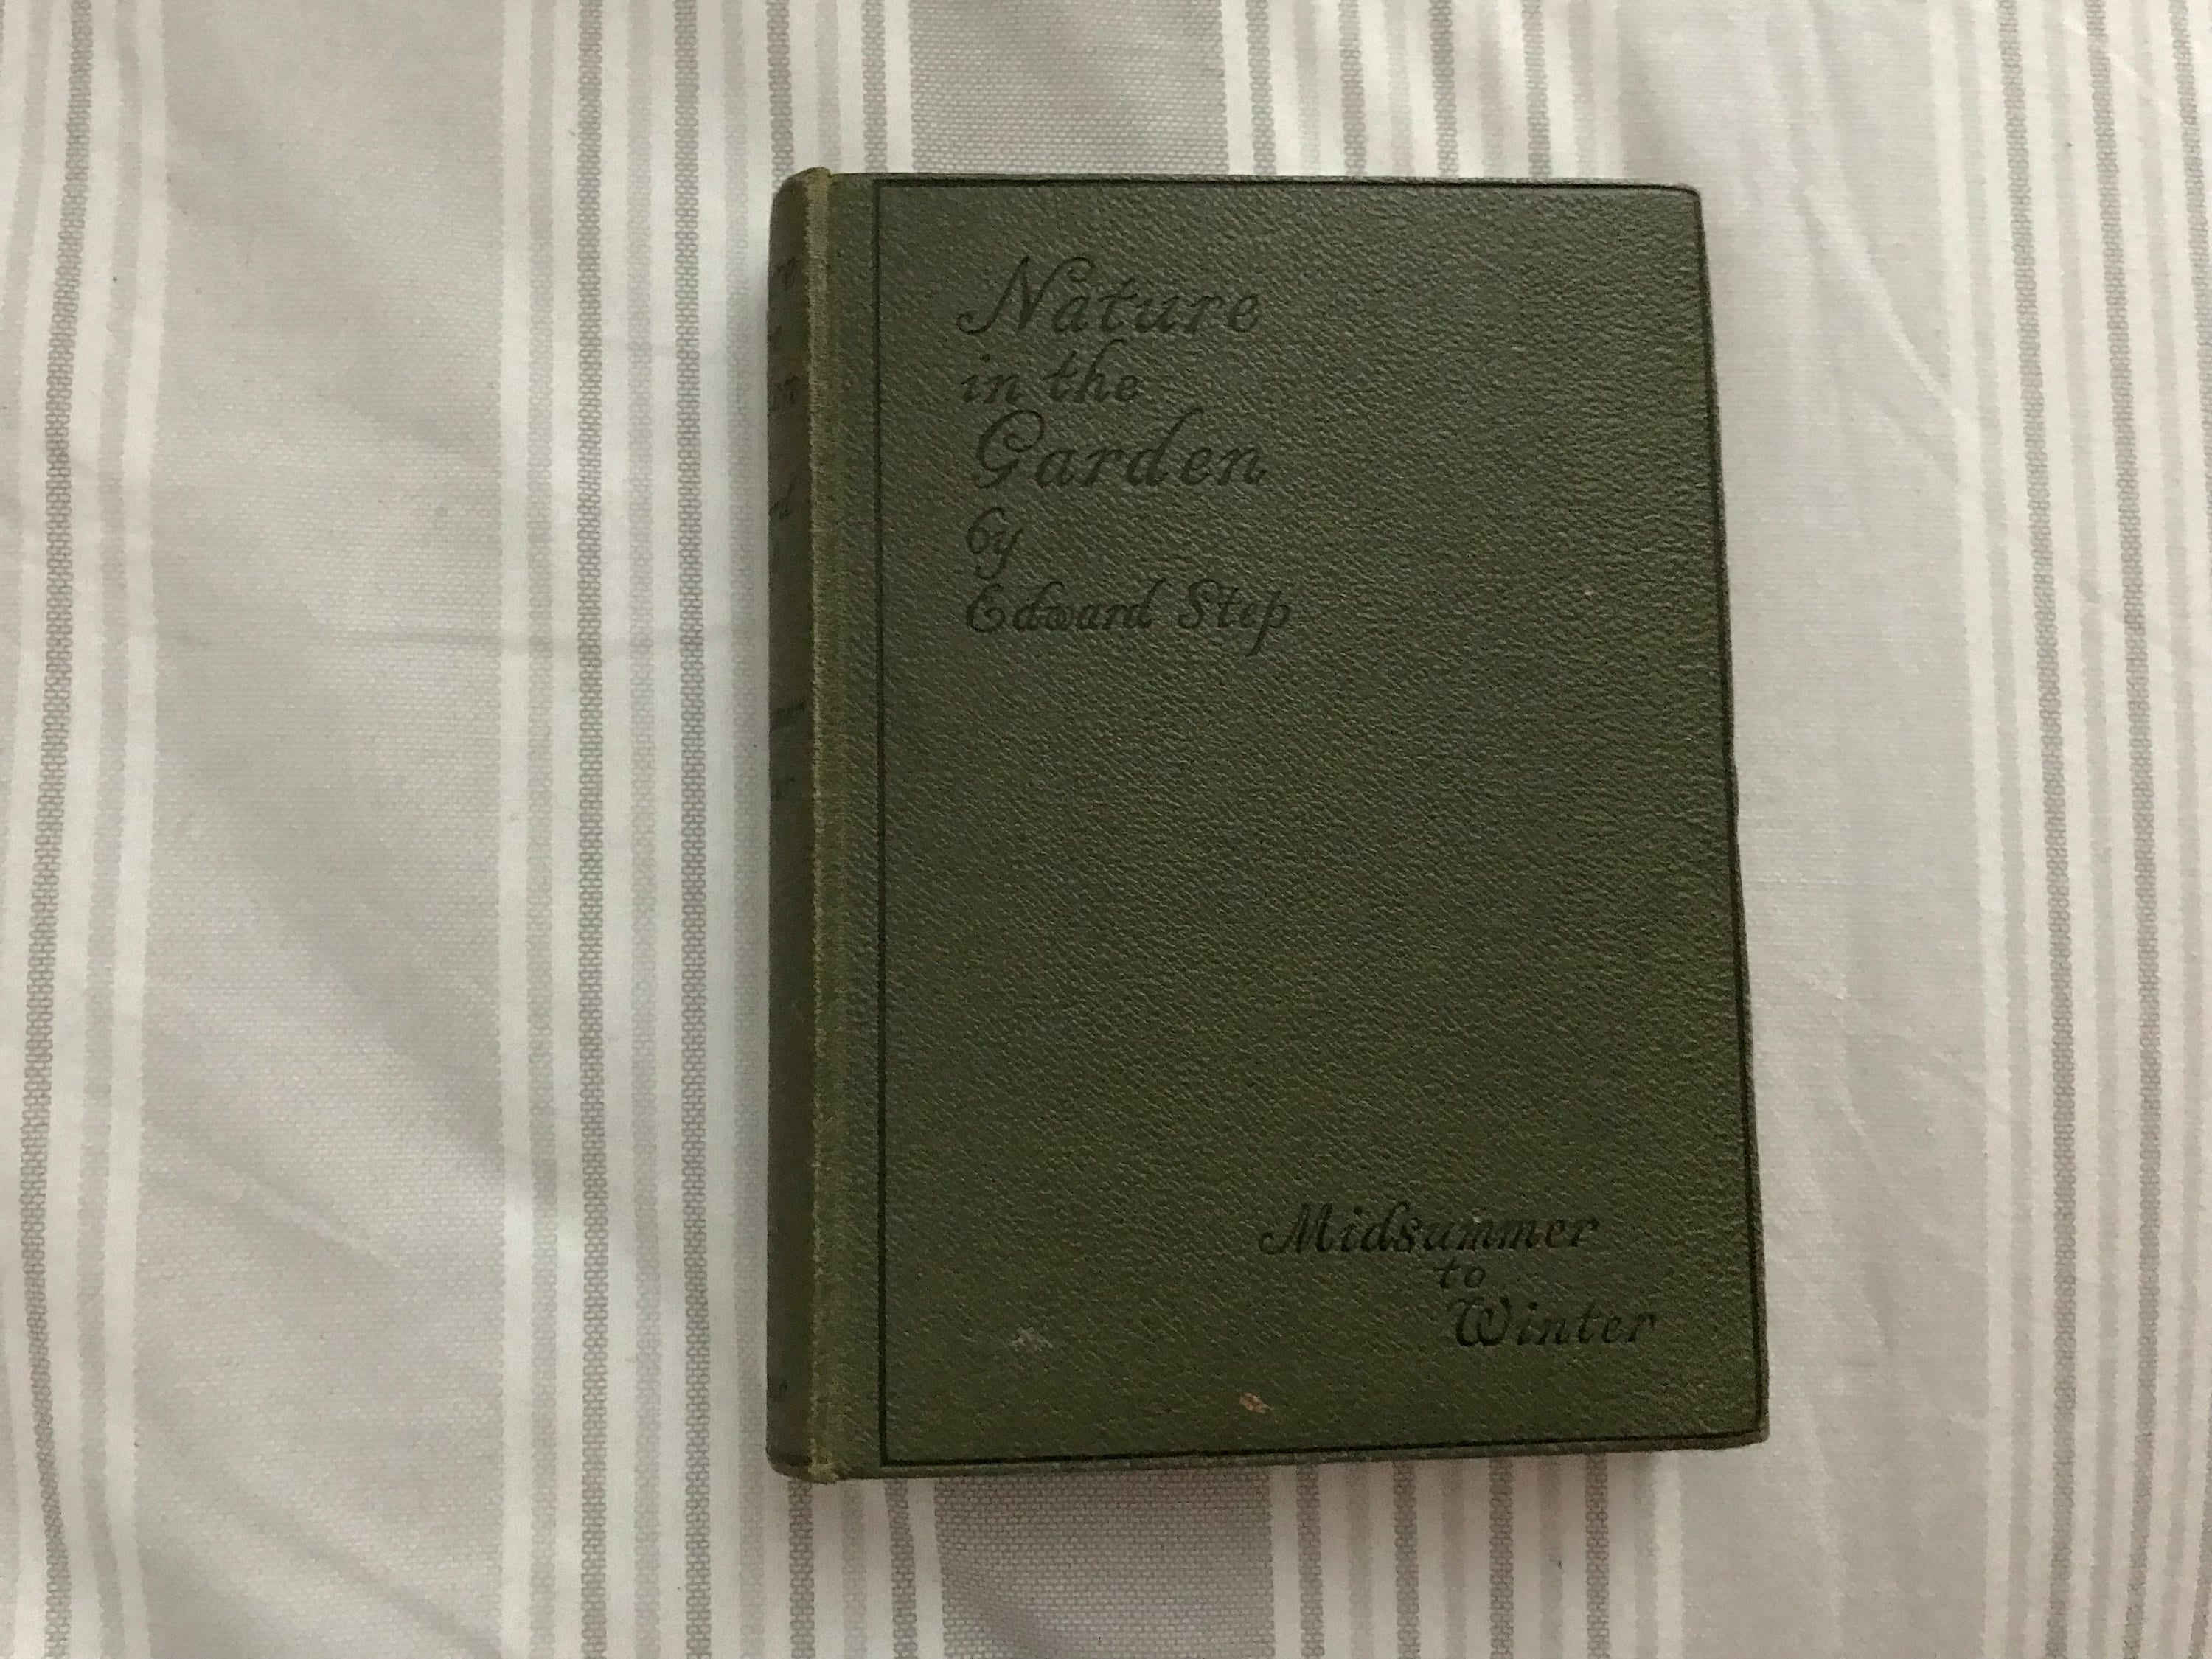 Nature
in the
Garden
by
Edward Step
Midsummer
to
Winter